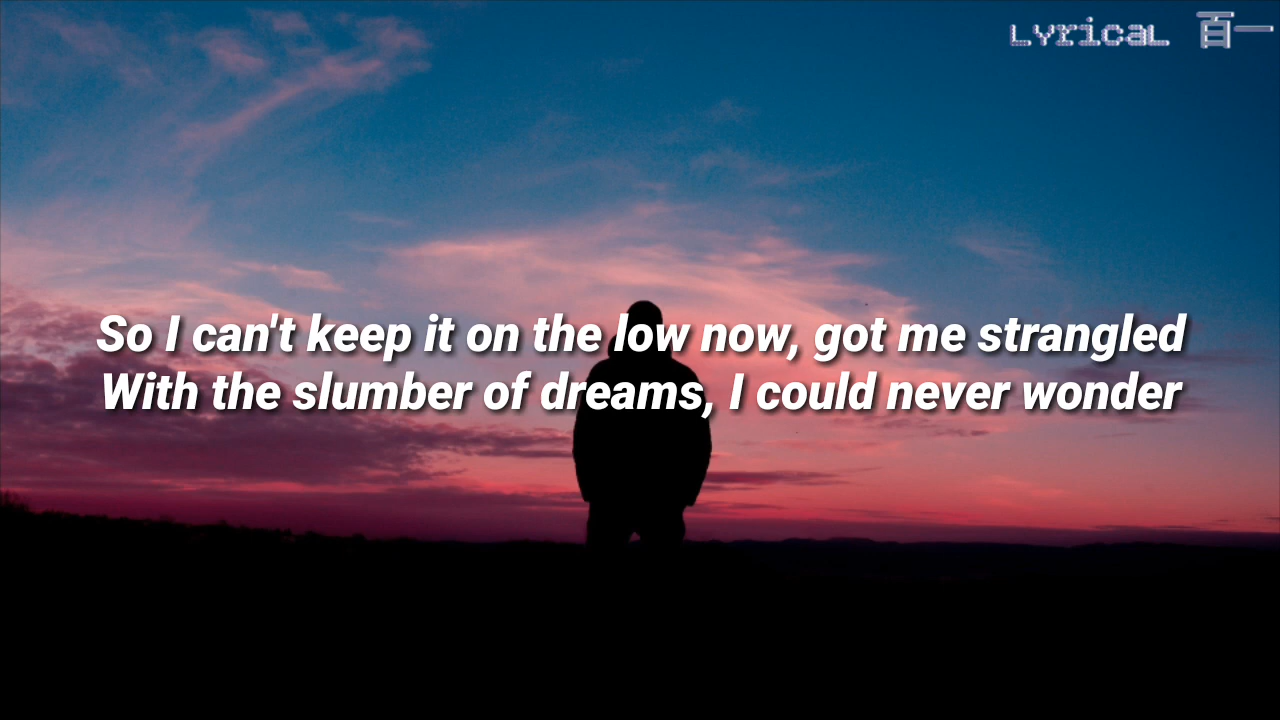 LyricaL 百一
So I can't keep it on the low now, got me strangled
With the slumber of dreams, I could never wonder